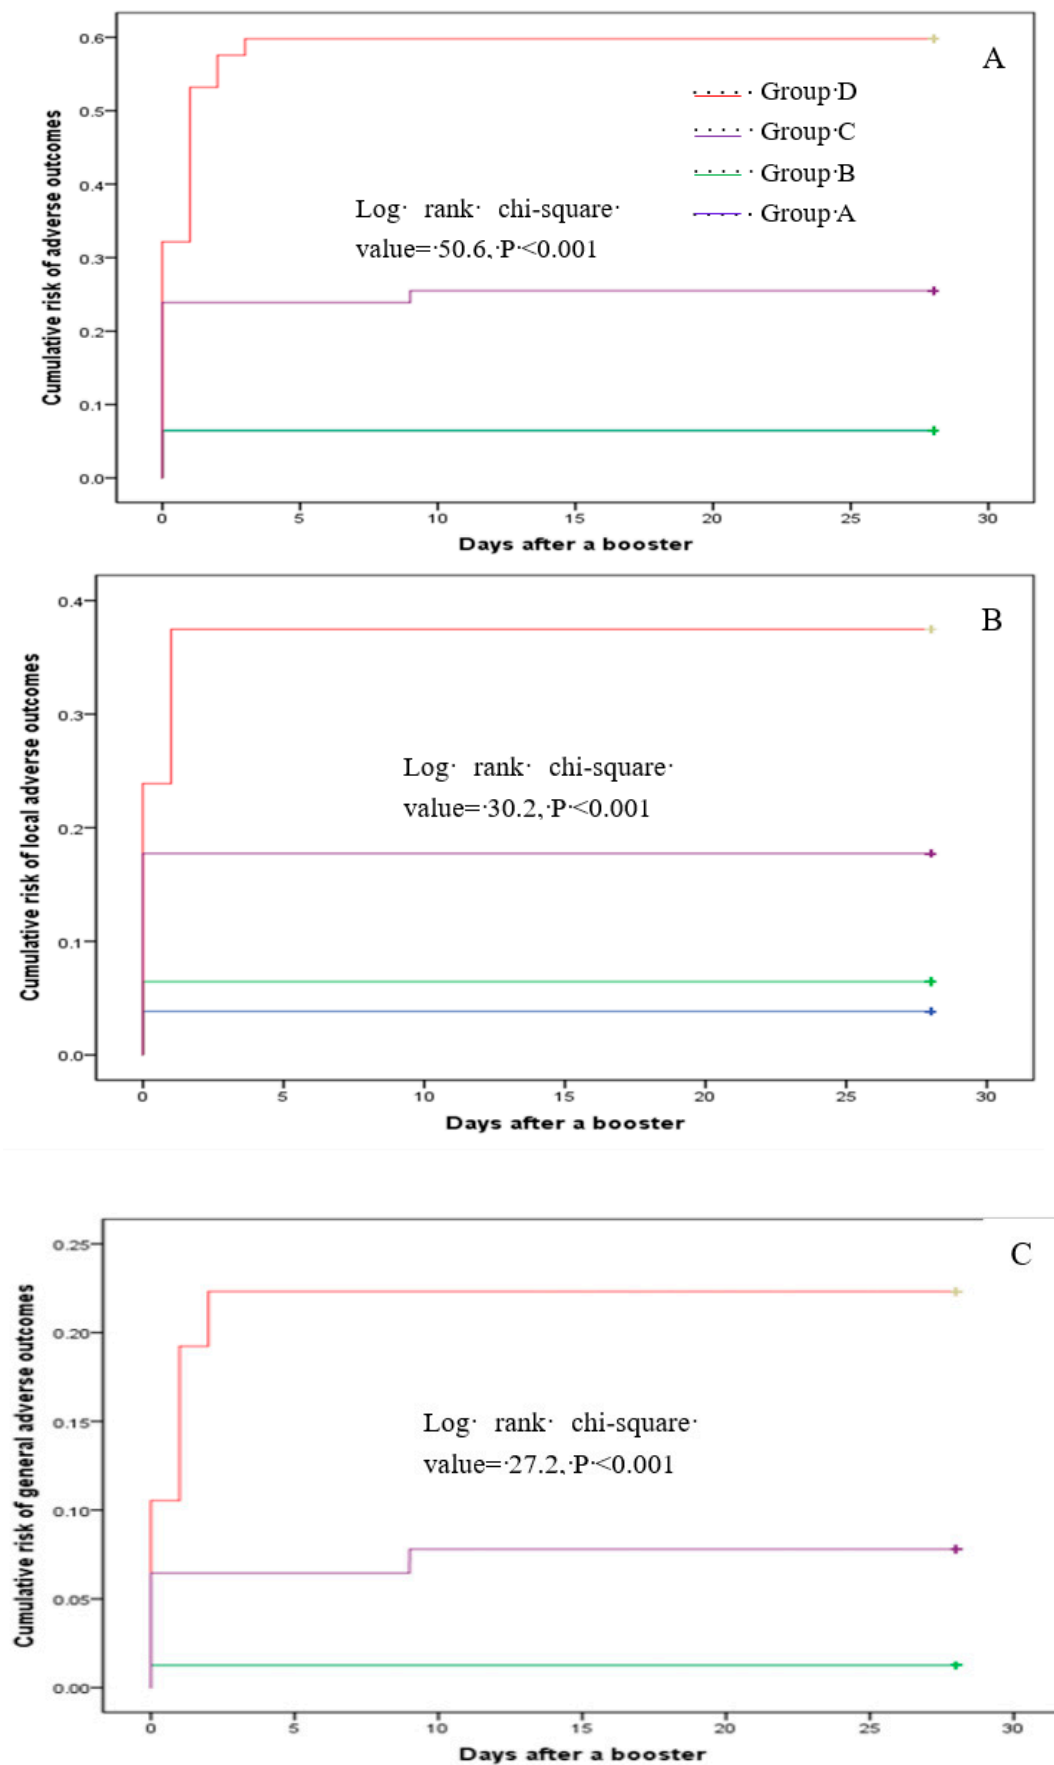 A
0.6
0.5
0.4
0.3
0.2
0.1
0.0
Cumulative risk of adverse outcomes
Group·D
Group·C
Group·B
Group·A
Log· rank· chi-square·
value=·50.6,·P·<0.001
0 5 10 15 20 25 30
Days after a booster
B
0.4
0.3
0.2
0.1
0.0
Cumulative risk of local adverse outcomes
Log· rank· chi-square·
value=·30.2,·P·<0.001
0 5 10 15 20 25 30
Days after a booster
C
0.25
0.20
0.15
0.10
0.05
0.00
Cumulative risk of general adverse outcomes
Log· rank· chi-square·
value=·27.2,·P·<0.001
0 5 10 15 20 25 30
Days after a booster